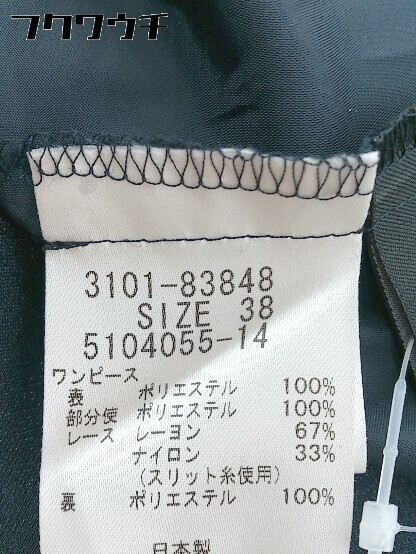 フクワウチ
3101-83848
SIZE 38
5104055-14
ワンピース
表 ポリエステル 100%
部分使 ポリエステル 100%
レース レーヨン 67%
ナイロン 33%
(スリット糸使用)
裏 ポリエステル 100%
日本製